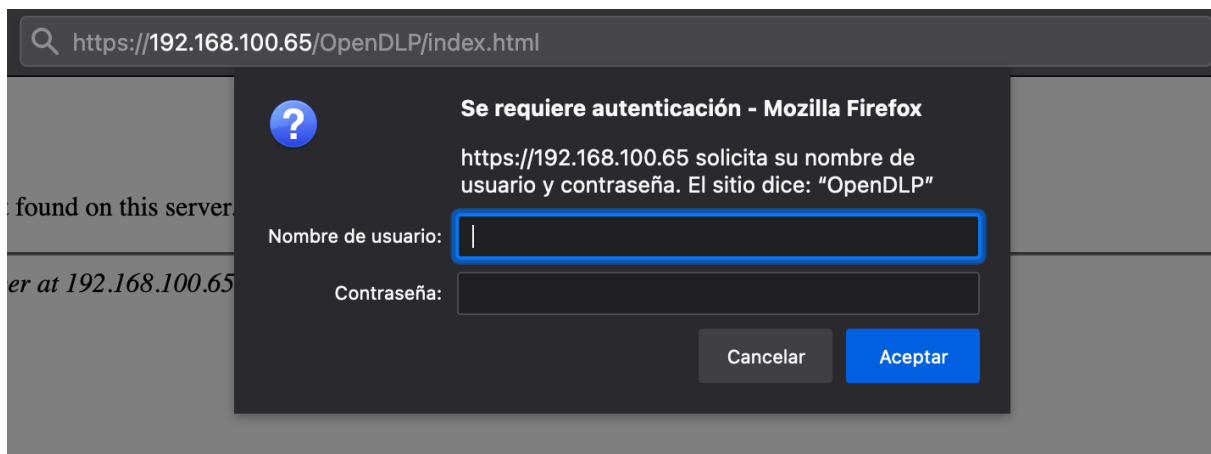 https://192.168.100.65/OpenDLP/index.html
Se requiere autenticación - Mozilla Firefox
https://192.168.100.65 solicita su nombre de
usuario y contraseña. El sitio dice: “OpenDLP”
found on this server.
Nombre de usuario:
er at 192.168.100.65
Contraseña:
Cancelar
Aceptar